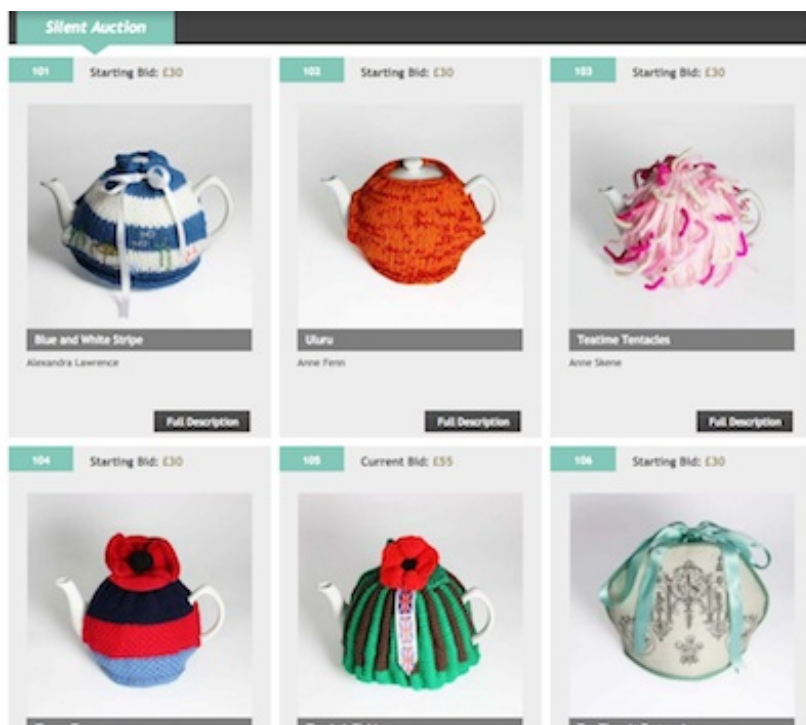 Silent Auction
101 Starting Bid: £30
102 Starting Bid: £30
103 Starting Bid: £30
Blue and White Stripe
Uluru
Teatime Tentacles
Alexandra Lawrence
Anne Fenn
Anne Skene
Full Description
Full Description
Full Description
104 Starting Bid: £30
105 Current Bid: £55
106 Starting Bid: £30